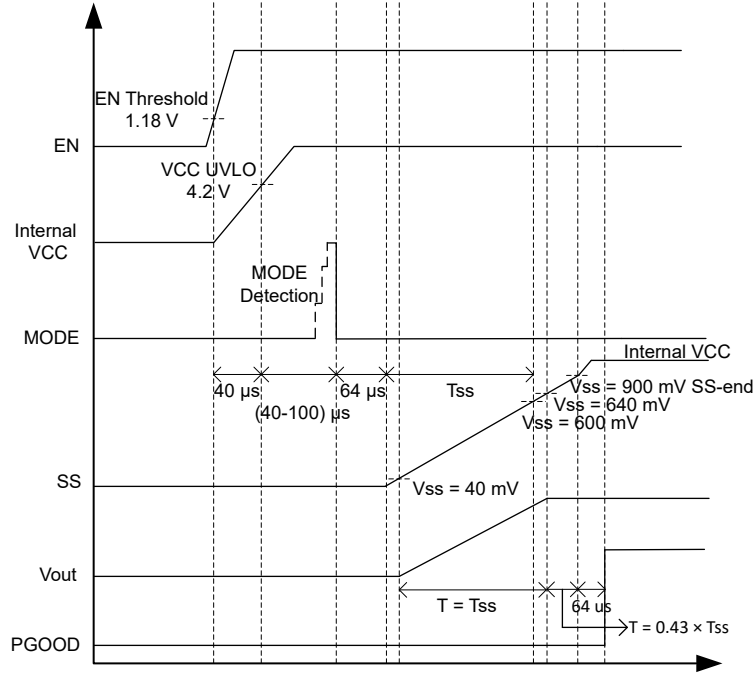 EN Threshold
1.18 V
EN
VCC UVLO
4.2 V
Internal
VCC
MODE
Detection
MODE
Internal VCC
40 µs
64 µs
Tss
(40-100) µs
Vss = 900 mV SS-end
Vss = 640 mV
Vss = 600 mV
SS
Vss = 40 mV
Vout
T = Tss
64 us
T = 0.43 × Tss
PGOOD